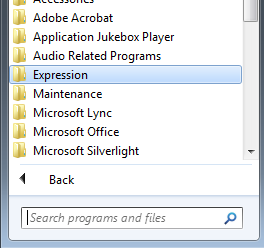 Accessories
Adobe Acrobat
Application Jukebox Player
Audio Related Programs
Expression
Maintenance
Microsoft Lync
Microsoft Office
Microsoft Silverlight
Back
Search programs and files